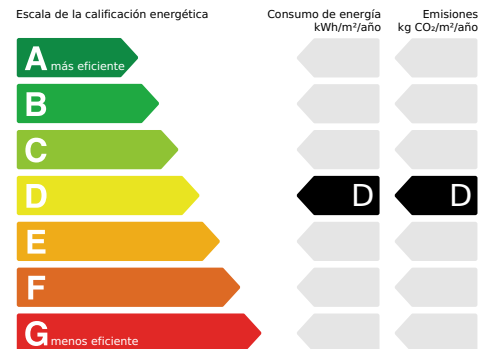 Escala de la calificación energética
Consumo de energía
kWh/m²/año
Emisiones
kg CO₂/m²/año
A más eficiente
B
C
D D D
E
F
G menos eficiente